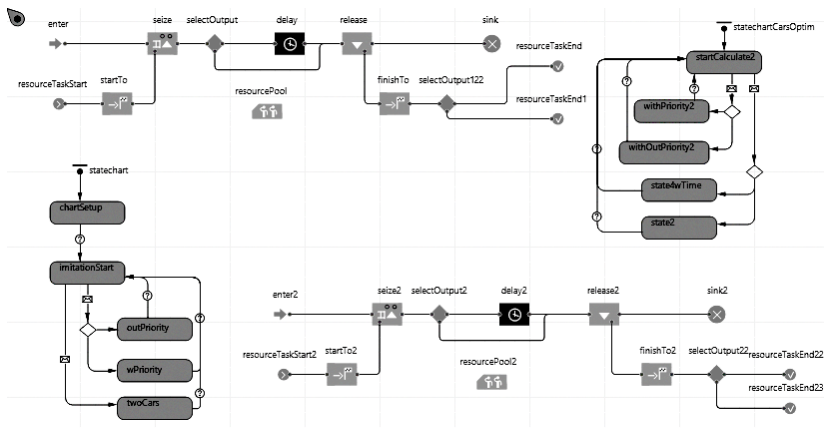 enter
seize
selectOutput
delay
release
sink
resourceTaskStart
startTo
resourcePool
finishTo
selectOutput122
resourceTaskEnd
resourceTaskEnd1
statechartCarsOptim
startCalculate2
withPriority2
withOutPriority2
state4wTime
state2
statechart
chartSetup
imitationStart
outPriority
wPriority
twoCars
enter2
seize2
selectOutput2
delay2
release2
sink2
resourceTaskStart2
startTo2
resourcePool2
finishTo2
selectOutput22
resourceTaskEnd22
resourceTaskEnd23